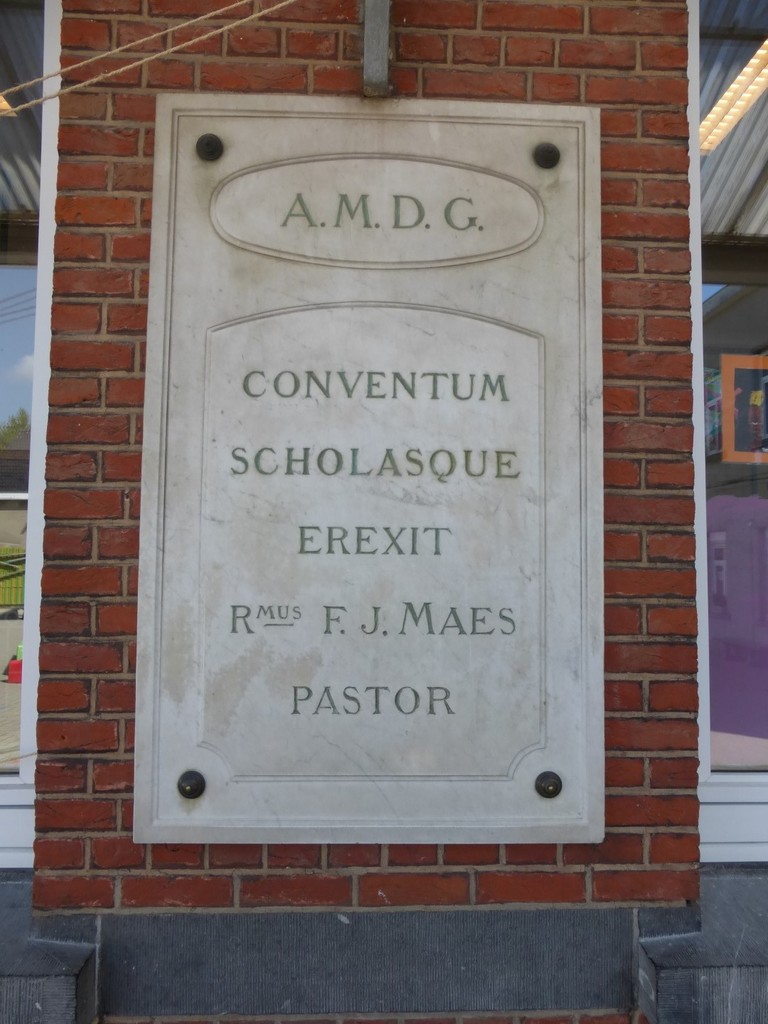 A.M.D.G.
CONVENTUM
SCHOLASQUE
EREXIT
Rᴹᵁˢ F. J. MAES
PASTOR